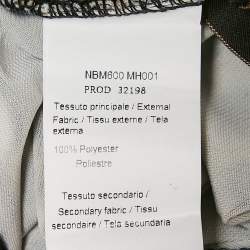 NBM600 MH001
PROD 32198
Tessuto principale / External
Fabric / Tissu externe / Tela
externa
100% Polyester
Poliestre
Tessuto secondario /
Secondary fabric / Tissu
secondaire / Tela secundaria